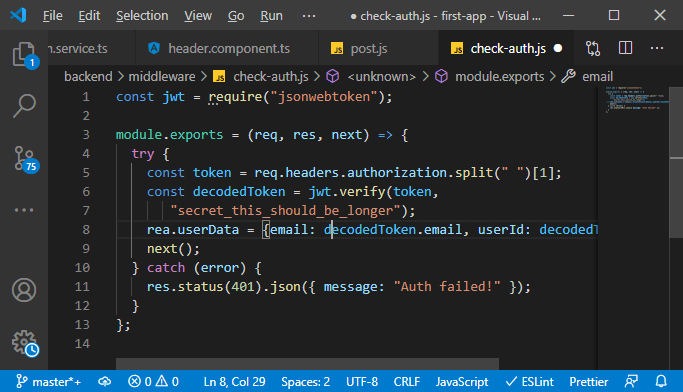 File Edit Selection Go Run ... check-auth.js - first-app - Visual ...
n.service.ts header.component.ts post.js check-auth.js
backend > middleware > check-auth.js > <unknown> > module.exports > email
1 const jwt = require("jsonwebtoken");
2
3 module.exports = (req, res, next) => {
4 try {
5 const token = req.headers.authorization.split(" ")[1];
6 const decodedToken = jwt.verify(token,
7 "secret_this_should_be_longer");
8 rea.userData = {email: decodedToken.email, userId: decodedT
9 next();
10 } catch (error) {
11 res.status(401).json({ message: "Auth failed!" });
12 }
13 };
14
1
75
master*+ 0 0 Ln 8, Col 29 Spaces: 2 UTF-8 CRLF JavaScript ESLint Prettier